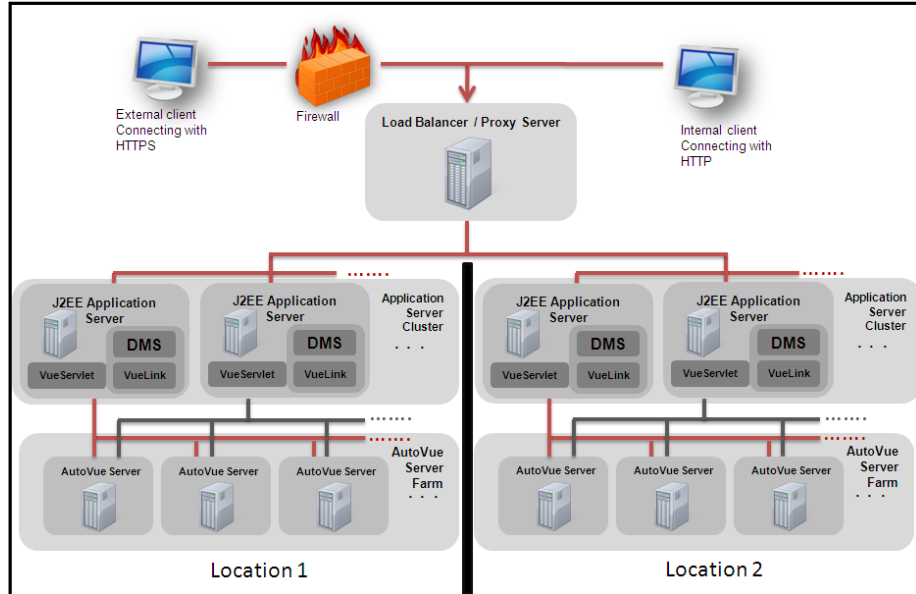 External client
Connecting with
HTTPS
Firewall
Internal client
Connecting with
HTTP
Load Balancer / Proxy Server
J2EE Application
Server
DMS
VueServlet
VueLink
J2EE Application
Server
DMS
VueServlet
VueLink
Application
Server
Cluster
. . .
J2EE Application
Server
DMS
VueServlet
VueLink
J2EE Application
Server
DMS
VueServlet
VueLink
Application
Server
Cluster
. . .
AutoVue Server
AutoVue Server
AutoVue Server
AutoVue
Server
Farm
. . .
AutoVue Server
AutoVue Server
AutoVue Server
AutoVue
Server
Farm
. . .
Location 1
Location 2